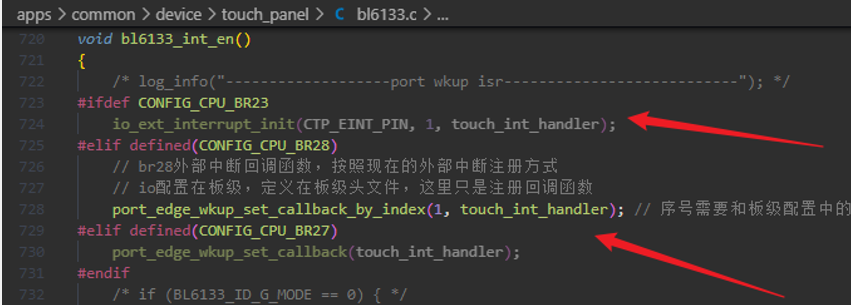 apps > common > device > touch_panel > C bl6133.c > ...
720 void bl6133_int_en()
721 {
722 /* log_info("-------------------port wkup isr---------------------------"); */
723 #ifdef CONFIG_CPU_BR23
724 io_ext_interrupt_init(CTP_EINT_PIN, 1, touch_int_handler);
725 #elif defined(CONFIG_CPU_BR28)
726 // br28外部中断回调函数，按照现在的外部中断注册方式
727 // io配置在板级，定义在板级头文件，这里只是注册回调函数
728 port_edge_wkup_set_callback_by_index(1, touch_int_handler); // 序号需要和板级配置中的
729 #elif defined(CONFIG_CPU_BR27)
730 port_edge_wkup_set_callback(touch_int_handler);
731 #endif
732 /* if (BL6133_ID_G_MODE == 0) { */